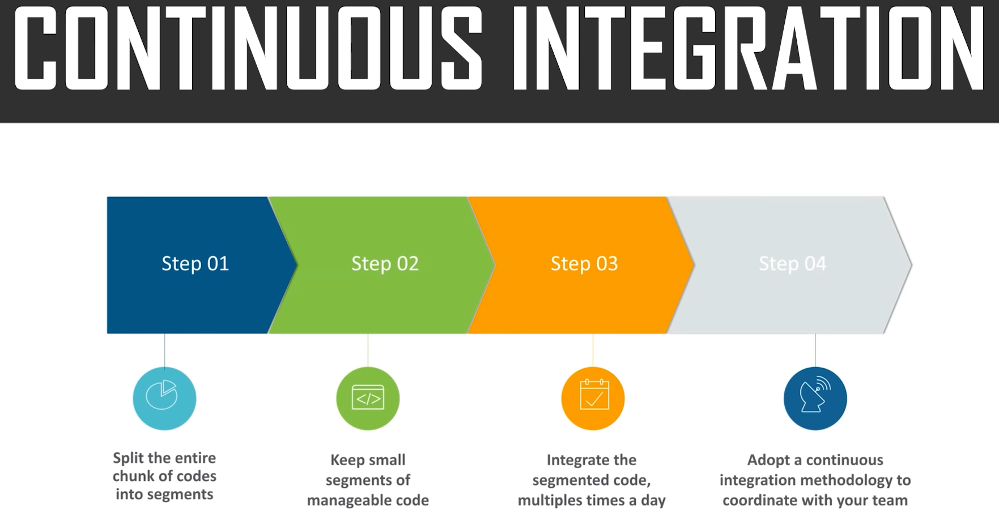 CONTINUOUS INTEGRATION
Step 01
Step 02
Step 03
Step 04
</>
Split the entire
chunk of codes
into segments
Keep small
segments of
manageable code
Integrate the
segmented code,
multiples times a day
Adopt a continuous
integration methodology to
coordinate with your team